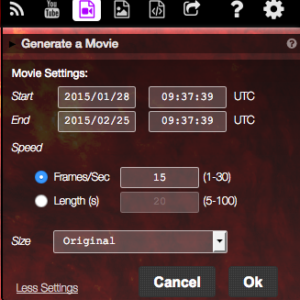 You
Tube
?
Generate a Movie
?
Movie Settings:
Start 2015/01/28 09:37:39 UTC
End 2015/02/25 09:37:39 UTC
Speed
Frames/Sec 15 (1-30)
Length (s) 20 (5-100)
Size Original
Less Settings Cancel Ok